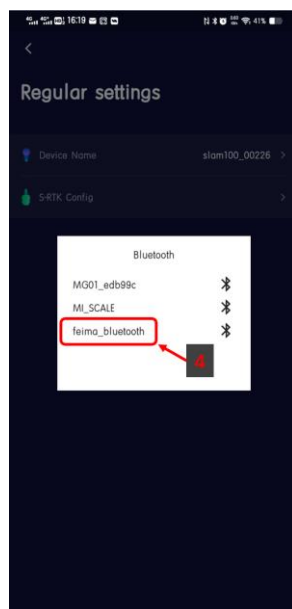 16:19
41%
Regular settings
Device Name slam100_00226
S-RTK Config
Bluetooth
MG01_edb99c
MI_SCALE
feima_bluetooth
4